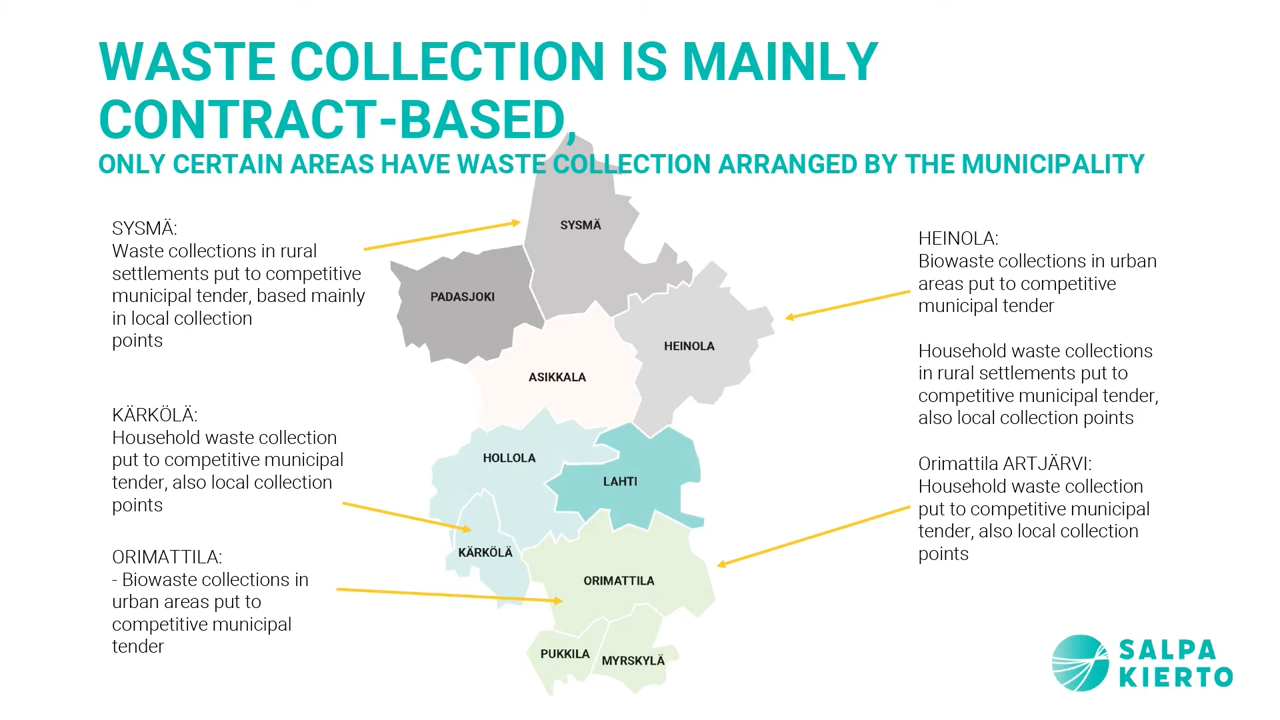 WASTE COLLECTION IS MAINLY
CONTRACT-BASED,
ONLY CERTAIN AREAS HAVE WASTE COLLECTION ARRANGED BY THE MUNICIPALITY
SYSMÄ:
Waste collections in rural
settlements put to competitive
municipal tender, based mainly
in local collection
points
KÄRKÖLÄ:
Household waste collection
put to competitive municipal
tender, also local collection
points
ORIMATTILA:
- Biowaste collections in
urban areas put to
competitive municipal
tender
SYSMÄ
PADASJOKI
HEINOLA
ASIKKALA
HOLLOLA
LAHTI
KÄRKÖLÄ
ORIMATTILA
PUKKILA
MYRSKYLÄ
HEINOLA:
Biowaste collections in urban
areas put to competitive
municipal tender
Household waste collections
in rural settlements put to
competitive municipal tender,
also local collection points
Orimattila ARTJÄRVI:
Household waste collection
put to competitive municipal
tender, also local collection
points
SALPA
KIERTO